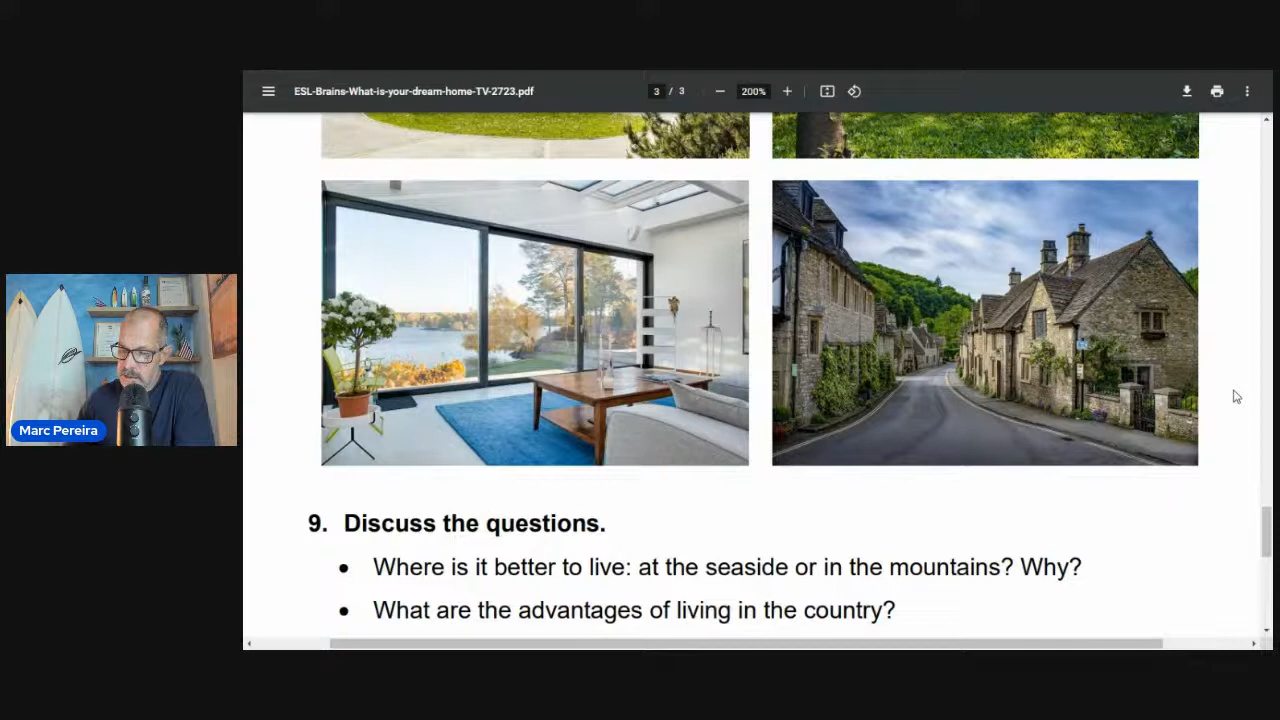 ESL-Brains-What-is-your-dream-home-TV-2723.pdf
3 / 3
200%
Marc Pereira
9. Discuss the questions.
• Where is it better to live: at the seaside or in the mountains? Why?
• What are the advantages of living in the country?